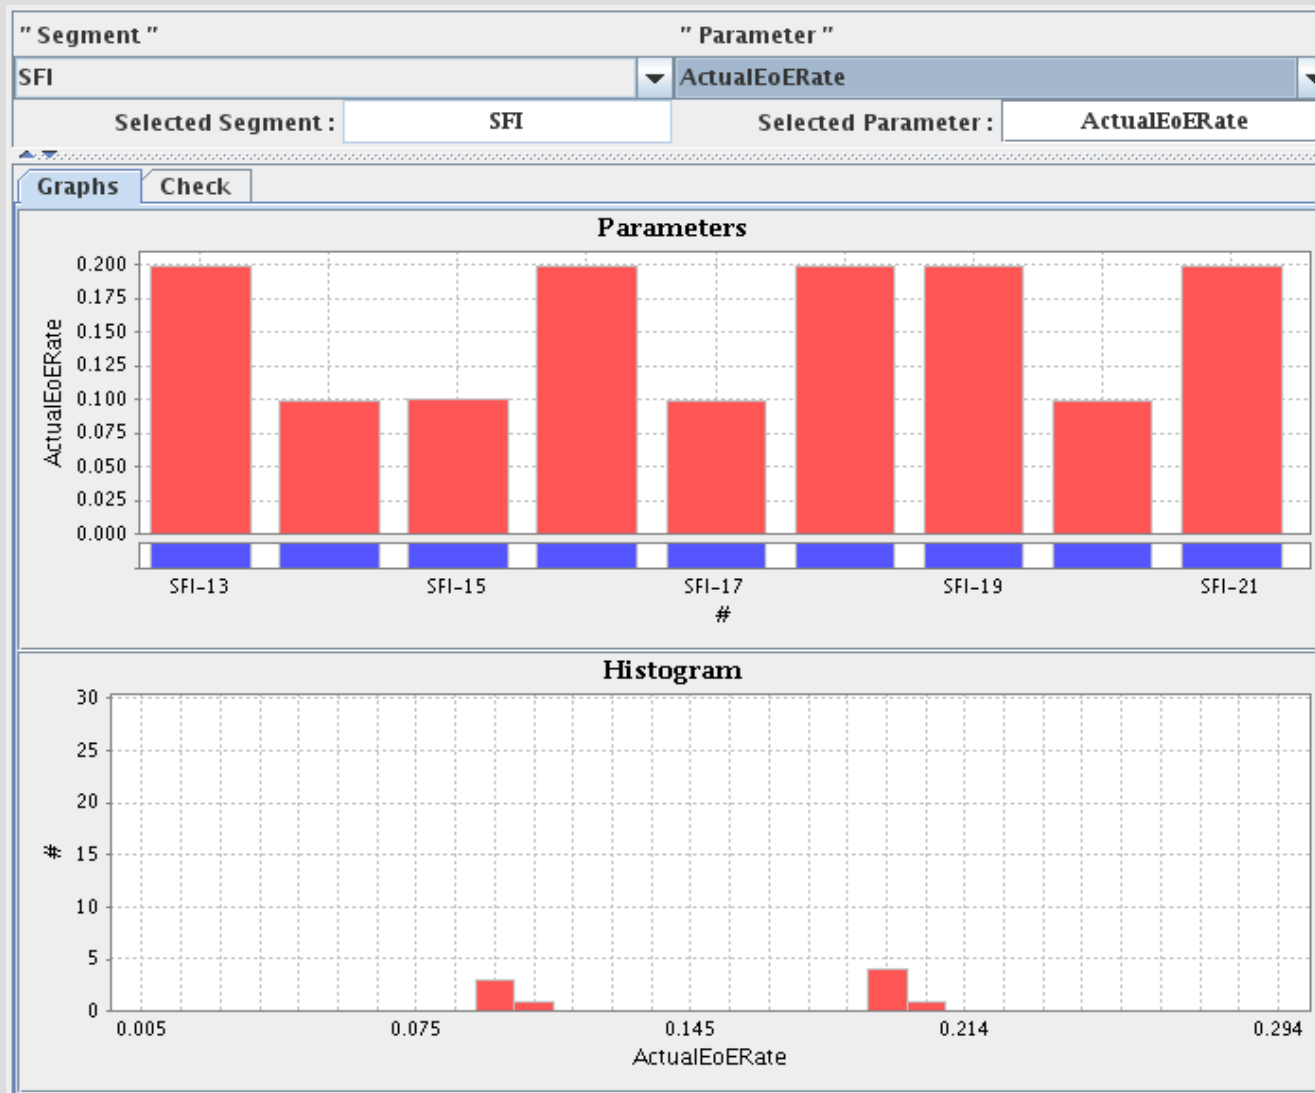 " Segment " " Parameter "
SFI ActualEoERate
Selected Segment : SFI Selected Parameter : ActualEoERate
Graphs Check
Parameters
0.200
0.175
0.150
0.125
0.100
0.075
0.050
0.025
0.000
ActualEoERate
SFI-13 SFI-15 SFI-17 SFI-19 SFI-21
#
Histogram
30
25
20
15
10
5
0
#
0.005 0.075 0.145 0.214 0.294
ActualEoERate